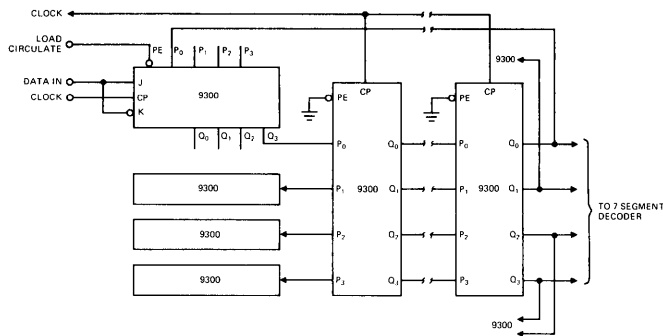 CLOCK
LOAD
CIRCULATE
PE P0 P1 P2 P3
DATA IN
J
CLOCK
CP
9300
K
Q0 Q1 Q2 Q3
CP
PE
P0 Q0
P1 9300 Q1
P2 Q2
P3 Q3
9300
9300
9300
9300
CP
PE
P0 Q0
P1 9300 Q1
P2 Q2
P3 Q3
9300
TO 7 SEGMENT
DECODER